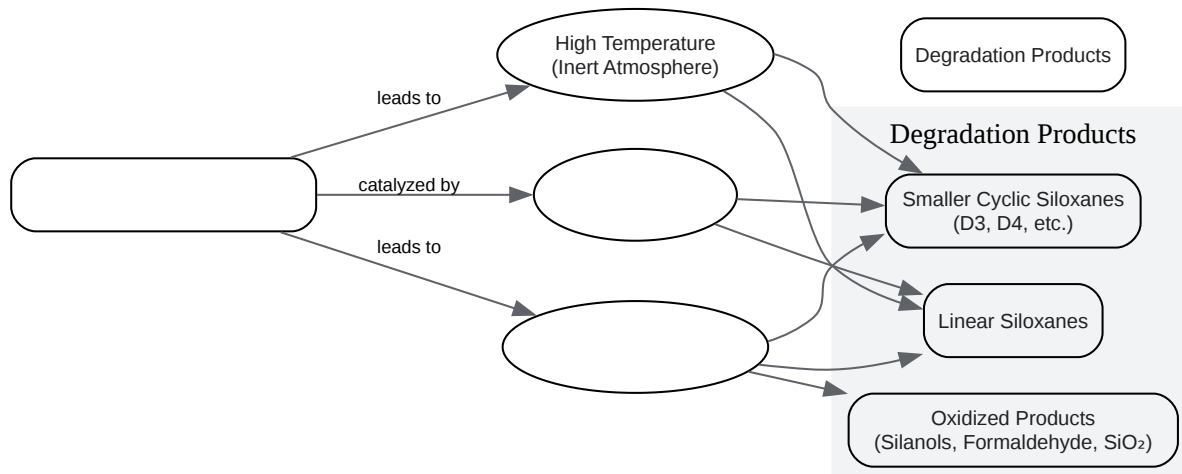 High Temperature
(Inert Atmosphere)
Degradation Products
leads to
Degradation Products
catalyzed by
Smaller Cyclic Siloxanes
(D3, D4, etc.)
leads to
Linear Siloxanes
Oxidized Products
(Silanols, Formaldehyde, SiO₂)